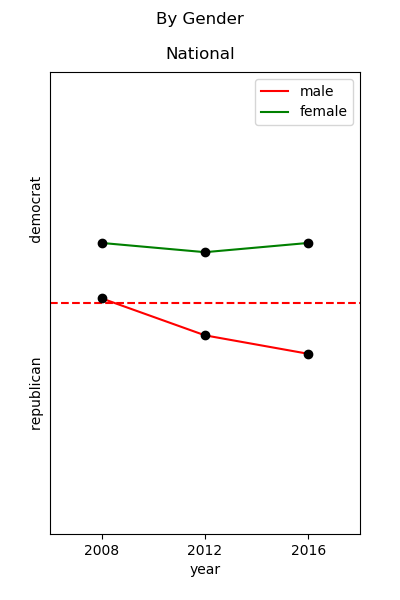 By Gender
National
male
female
democrat
republican
2008 2012 2016
year